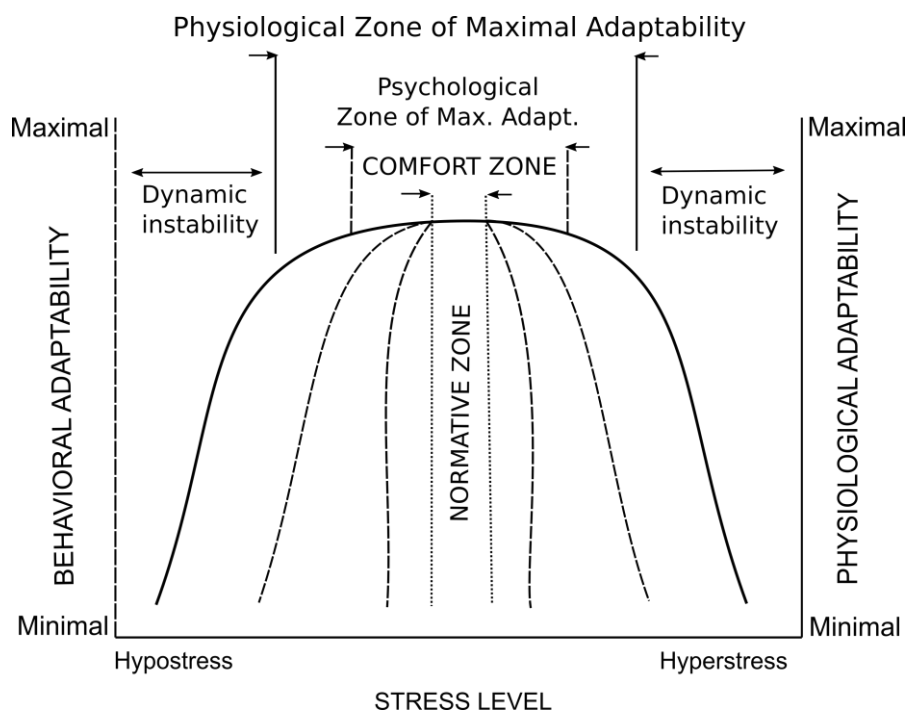 Physiological Zone of Maximal Adaptability
Psychological
Zone of Max. Adapt.
Maximal
Maximal
COMFORT ZONE
Dynamic
instability
Dynamic
instability
BEHAVIORAL ADAPTABILITY
NORMATIVE ZONE
PHYSIOLOGICAL ADAPTABILITY
Minimal
Minimal
Hypostress
Hyperstress
STRESS LEVEL